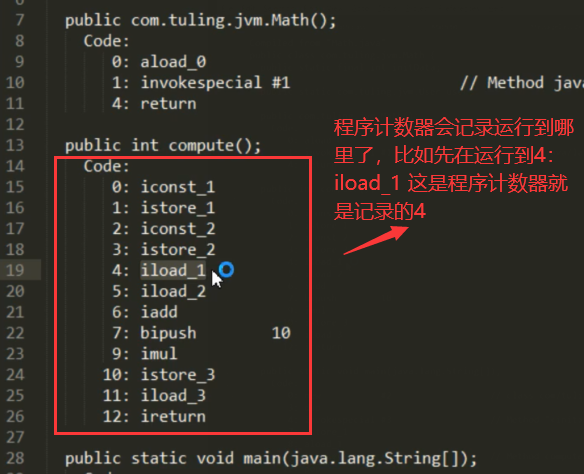 7 public com.tuling.jvm.Math();
8 Code:
9 0: aload_0
10 1: invokespecial #1 // Method java
11 4: return
12
13 public int compute();
14 Code:
15 0: iconst_1
16 1: istore_1
17 2: iconst_2
18 3: istore_2
19 4: iload_1
20 5: iload_2
21 6: iadd
22 7: bipush 10
23 9: imul
24 10: istore_3
25 11: iload_3
26 12: ireturn
27
28 public static void main(java.lang.String[]);
程序计数器会记录运行到哪
里了，比如先在运行到4：
iload_1 这是程序计数器就
是记录的4